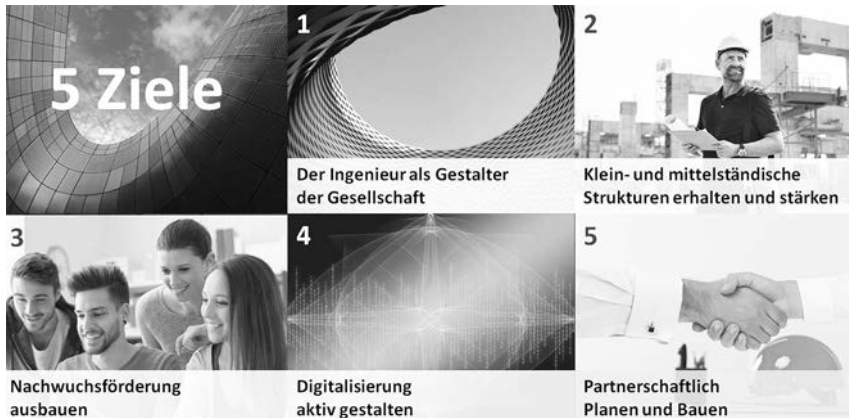 5 Ziele
1
Der Ingenieur als Gestalter
der Gesellschaft
2
Klein- und mittelständische
Strukturen erhalten und stärken
3
Nachwuchsförderung
ausbauen
4
Digitalisierung
aktiv gestalten
5
Partnerschaftlich
Planen und Bauen